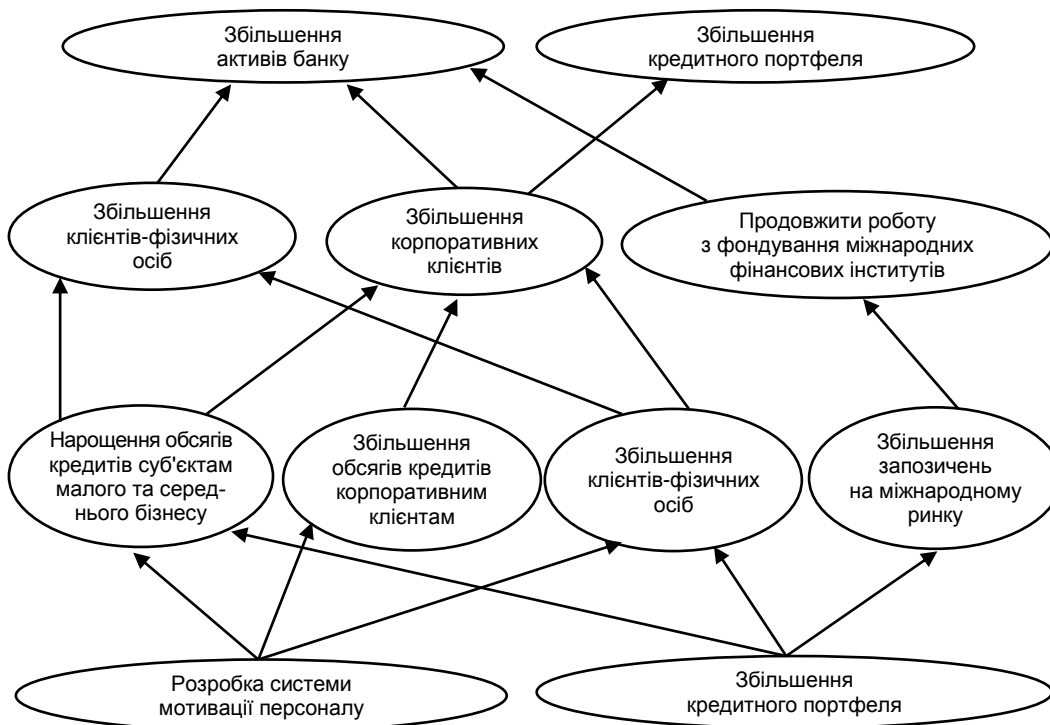 Збільшення
активів банку
Збільшення
кредитного портфеля
Збільшення
клієнтів-фізичних
осіб
Збільшення
корпоративних
клієнтів
Продовжити роботу
з фондування міжнародних
фінансових інститутів
Нарощення обсягів
кредитів суб'єктам
малого та серед-
нього бізнесу
Збільшення
обсягів кредитів
корпоративним
клієнтам
Збільшення
клієнтів-фізичних
осіб
Збільшення
запозичень
на міжнародному
ринку
Розробка системи
мотивації персоналу
Збільшення
кредитного портфеля